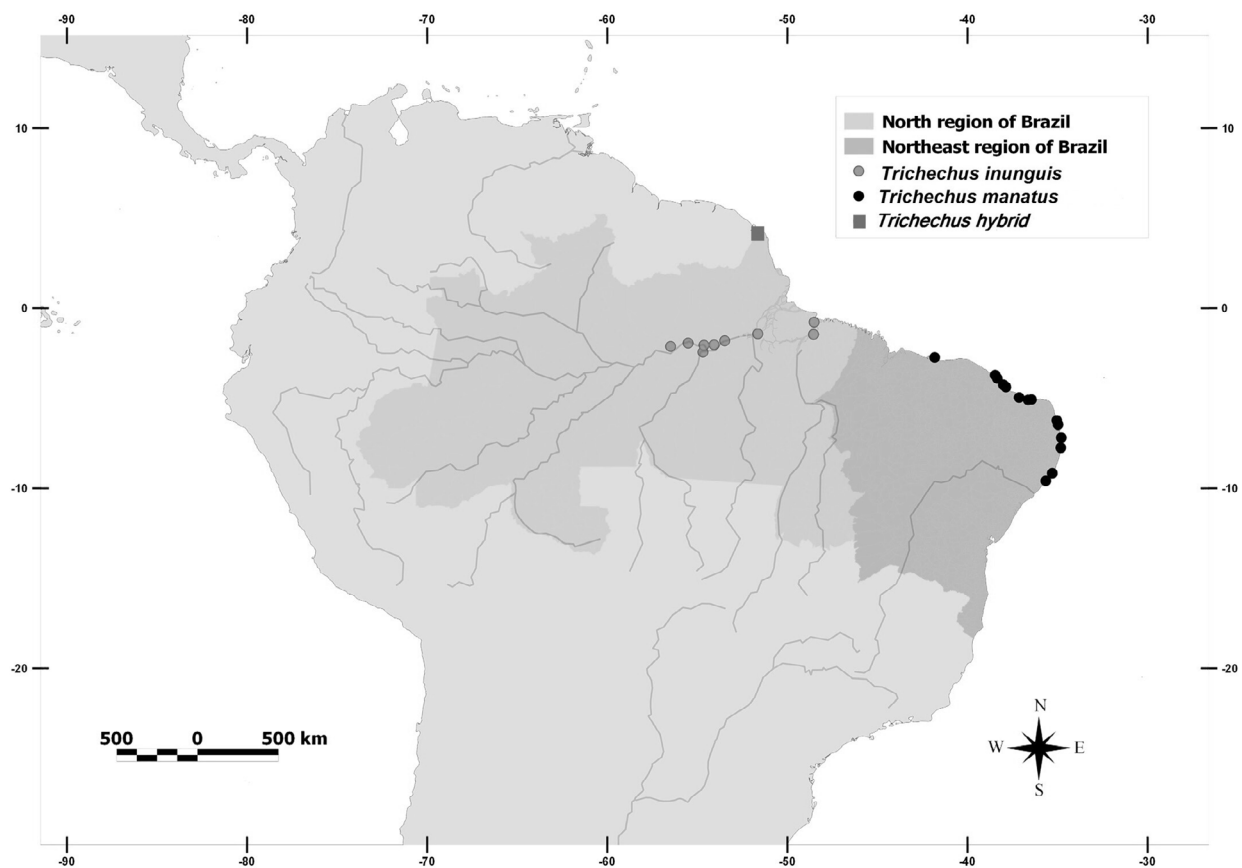 -90 -80 -70 -60 -50 -40 -30
10 10
North region of Brazil
Northeast region of Brazil
Trichechus inunguis
Trichechus manatus
Trichechus hybrid
0 0
-10 -10
-20 -20
500 0 500 km
N
W E
S
-90 -80 -70 -60 -50 -40 -30